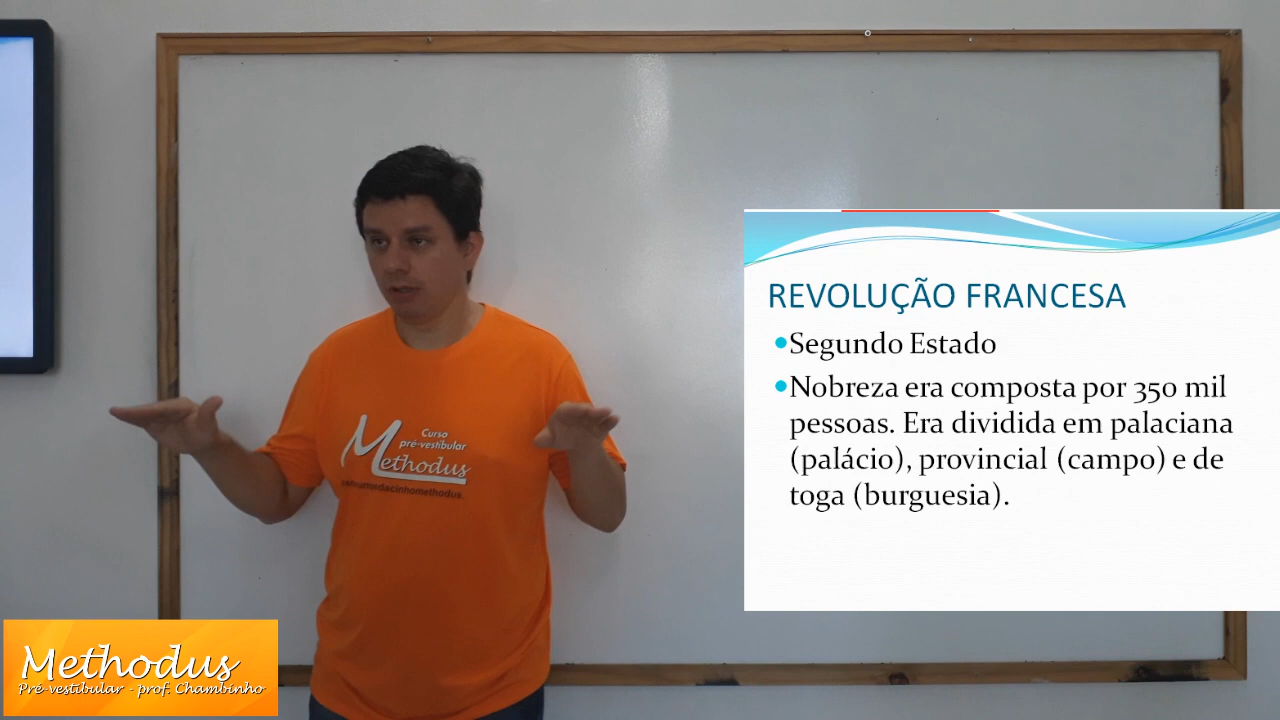 REVOLUÇÃO FRANCESA
Segundo Estado
Nobreza era composta por 350 mil
pessoas. Era dividida em palaciana
(palácio), provincial (campo) e de
toga (burguesia).
Curso
pré-vestibular
Methodus
Methodus
Pré-vestibular - prof. Chambinho